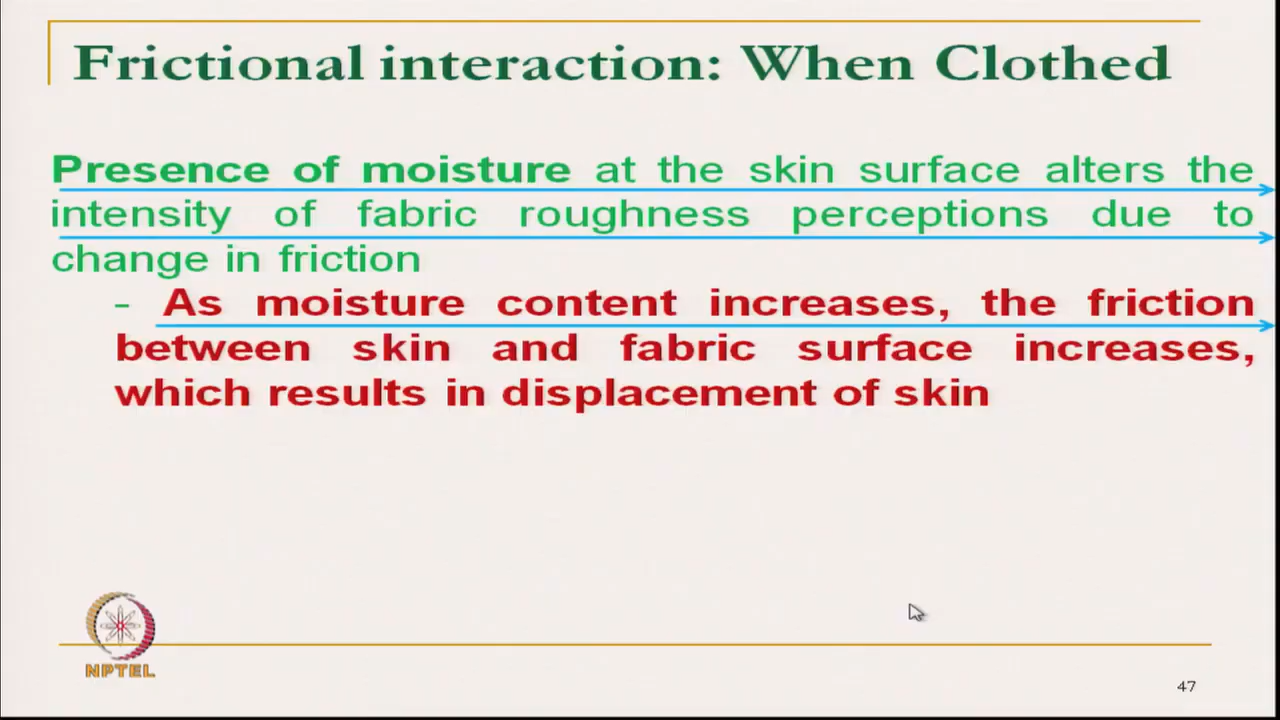 Frictional interaction: When Clothed
Presence of moisture at the skin surface alters the
intensity of fabric roughness perceptions due to
change in friction
- As moisture content increases, the friction
between skin and fabric surface increases,
which results in displacement of skin
NPTEL
47